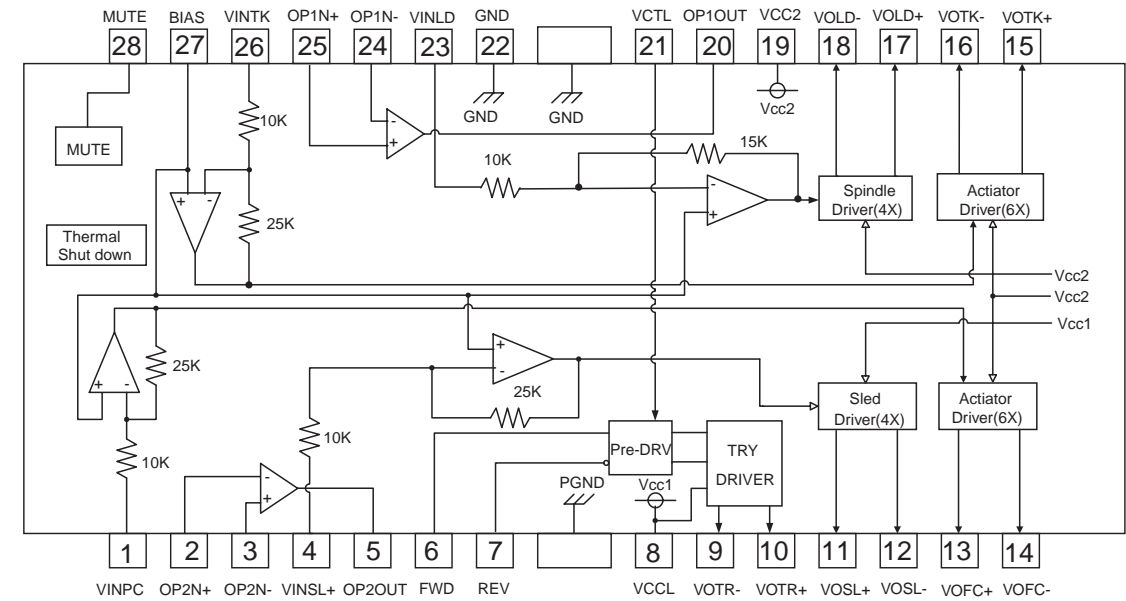 MUTE BIAS VINTK OP1N+ OP1N- VINLD GND VCTL OP1OUT VCC2 VOLD- VOLD+ VOTK- VOTK+
28 27 26 25 24 23 22 21 20 19 18 17 16 15
GND GND Vcc2
10K
MUTE
15K
10K
- +
- +
+ -
Spindle
Driver(4X)
Actiator
Driver(6X)
25K
Thermal
Shut down
Vcc2
Vcc2
Vcc1
+ -
25K
+ -
25K
Sled
Driver(4X)
Actiator
Driver(6X)
10K
10K
- +
Pre-DRV
TRY
DRIVER
PGND
Vcc1
1 2 3 4 5 6 7 8 9 10 11 12 13 14
VINPC OP2N+ OP2N- VINSL+ OP2OUT FWD REV VCCL VOTR- VOTR+ VOSL+ VOSL- VOFC+ VOFC-